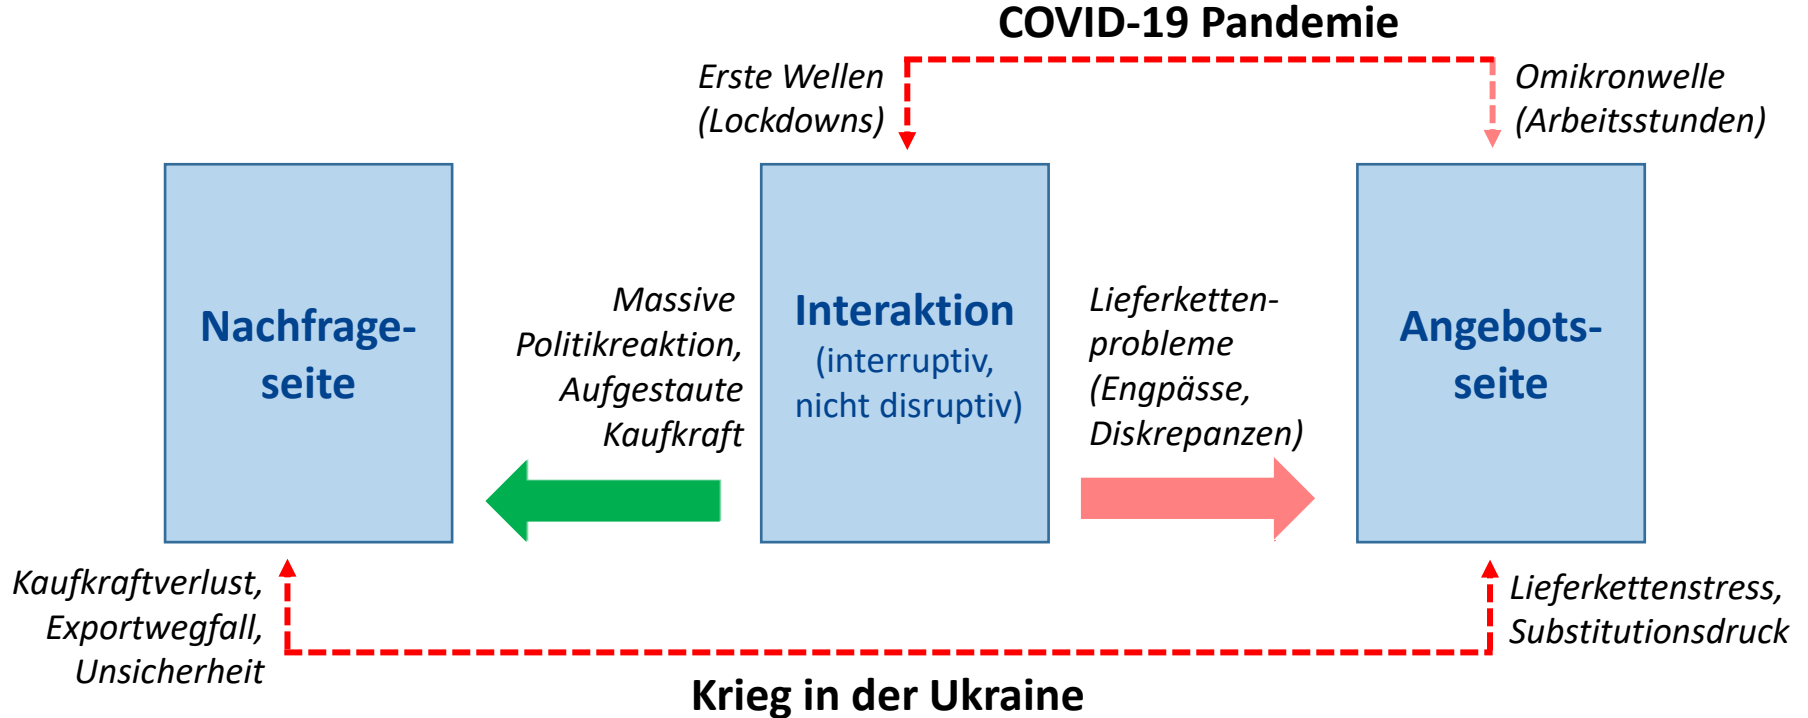 COVID-19 Pandemie
Erste Wellen
(Lockdowns)
Omikronwelle
(Arbeitsstunden)
Nachfrage-
seite
Massive
Politikreaktion,
Aufgestaute
Kaufkraft
Interaktion
(interruptiv,
nicht disruptiv)
Lieferketten-
probleme
(Engpässe,
Diskrepanzen)
Angebots-
seite
Kaufkraftverlust,
Exportwegfall,
Unsicherheit
Lieferkettenstress,
Substitutionsdruck
Krieg in der Ukraine